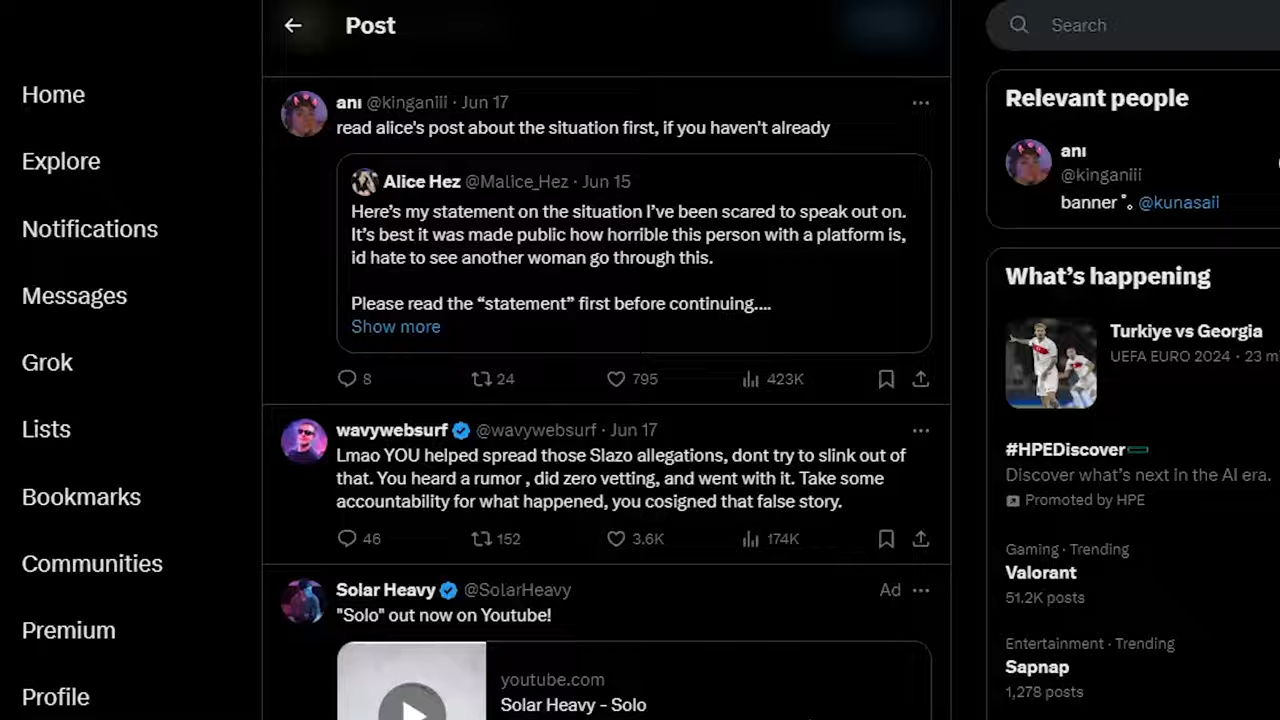 Home
Explore
Notifications
Messages
Grok
Lists
Bookmarks
Communities
Premium
Profile
Post
anı @kinganiii · Jun 17
read alice's post about the situation first, if you haven't already
Alice Hez @Malice_Hez · Jun 15
Here's my statement on the situation I've been scared to speak out on.
It's best it was made public how horrible this person with a platform is,
id hate to see another woman go through this.
Please read the “statement” first before continuing....
Show more
8 24 795 423K
wavywebsurf @wavywebsurf · Jun 17
Lmao YOU helped spread those Slazo allegations, dont try to slink out of
that. You heard a rumor , did zero vetting, and went with it. Take some
accountability for what happened, you cosigned that false story.
46 152 3.6K 174K
Solar Heavy @SolarHeavy Ad
"Solo" out now on Youtube!
youtube.com
Solar Heavy - Solo
Search
Relevant people
anı
@kinganiii
banner @kunasaii
What's happening
Turkiye vs Georgia
UEFA EURO 2024 · 23 m
#HPEDiscover
Discover what's next in the AI era.
Promoted by HPE
Gaming · Trending
Valorant
51.2K posts
Entertainment · Trending
Sapnap
1,278 posts